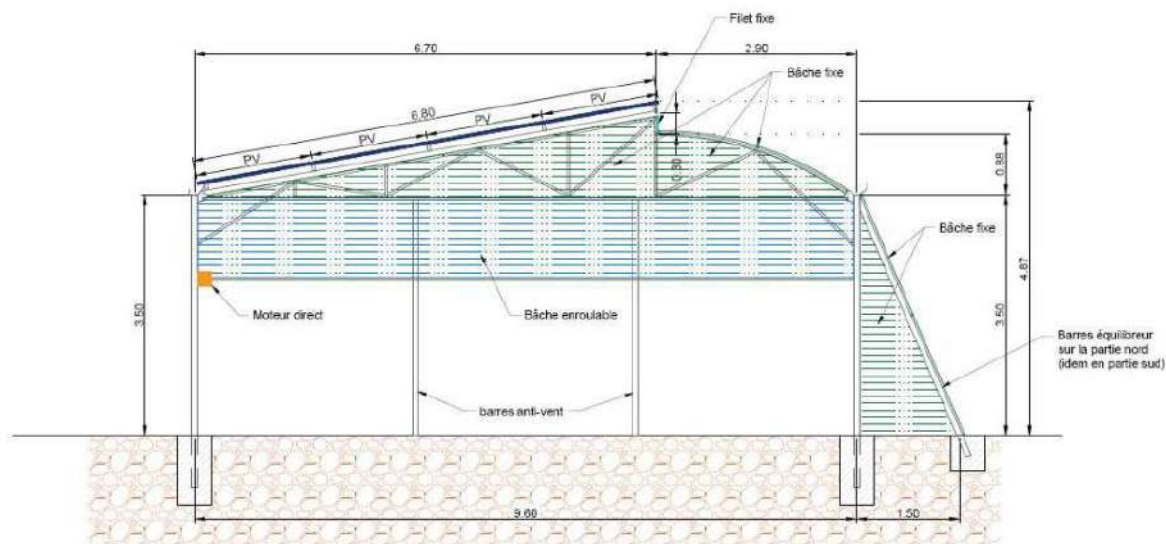 Filet fixe
6.70
2.90
Bâche fixe
PV
6.80
PV
PV
PV
0.30
0.88
Bâche fixe
4.87
3.50
3.50
Moteur direct
Bâche enroulable
Barres équilibreur
sur la partie nord
(idem en partie sud)
barres anti-vent
9.60
1.50